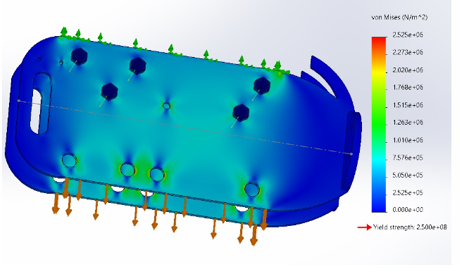 von Mises (N/m^2)
2.525e+06
2.273e+06
2.020e+06
1.768e+06
1.515e+06
1.263e+06
1.010e+06
7.576e+05
5.050e+05
2.525e+05
0.000e+00
Yield strength: 2.500e+08